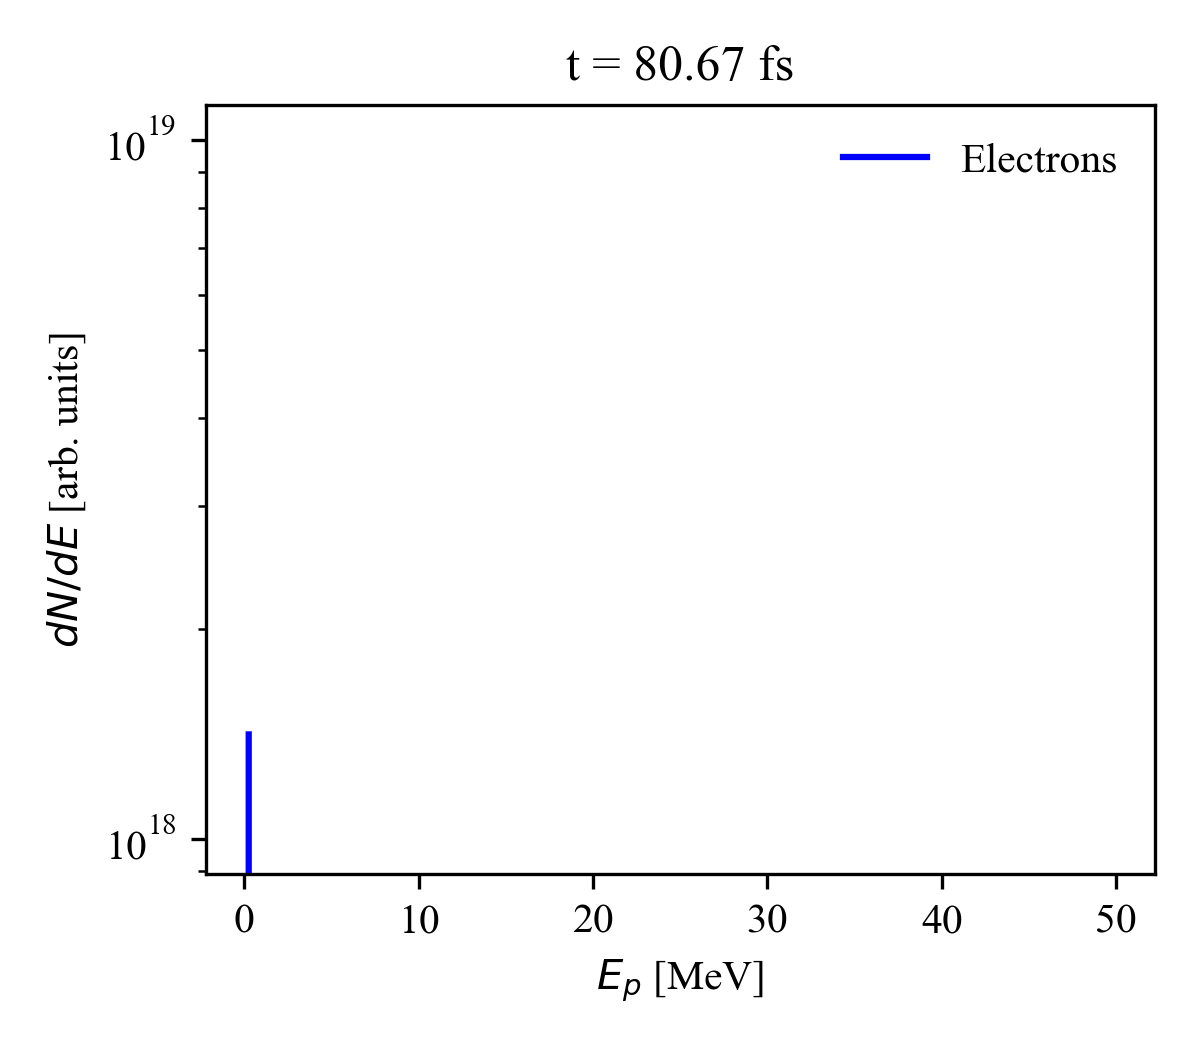 t = 80.67 fs
Electrons
10^19
10^18
dN/dE [arb. units]
0 10 20 30 40 50
E_p [MeV]